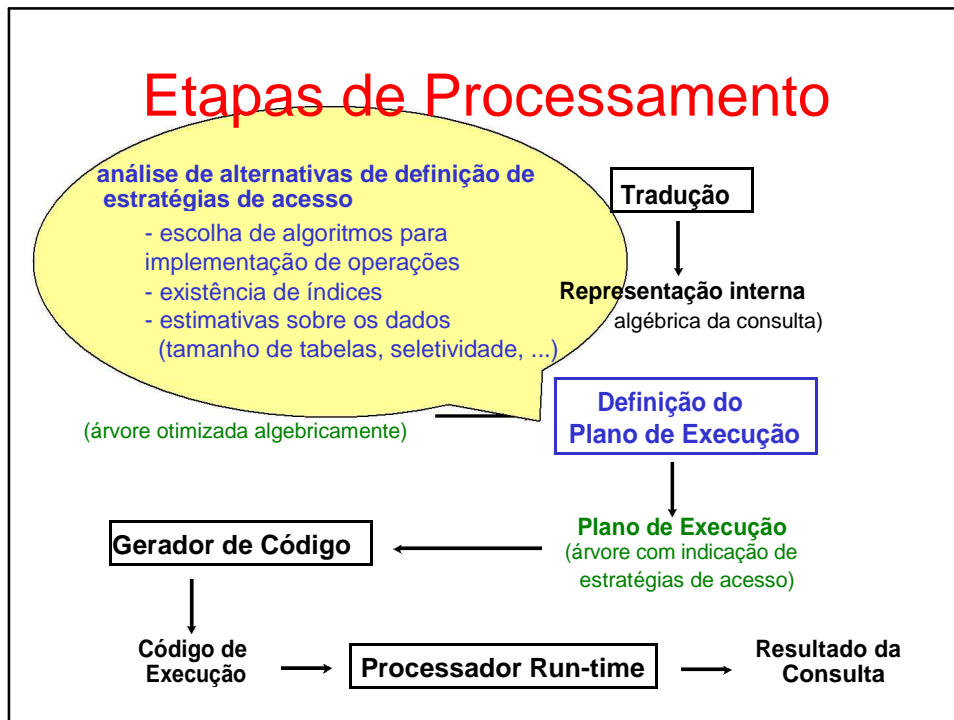 Etapas de Processamento
análise de alternativas de definição de
estratégias de acesso
- escolha de algoritmos para
implementação de operações
- existência de índices
- estimativas sobre os dados
(tamanho de tabelas, seletividade, ...)
Tradução
Representação interna
algébrica da consulta)
(árvore otimizada algebricamente)
Definição do
Plano de Execução
Plano de Execução
(árvore com indicação de
estratégias de acesso)
Gerador de Código
Código de
Execução
Processador Run-time
Resultado da
Consulta